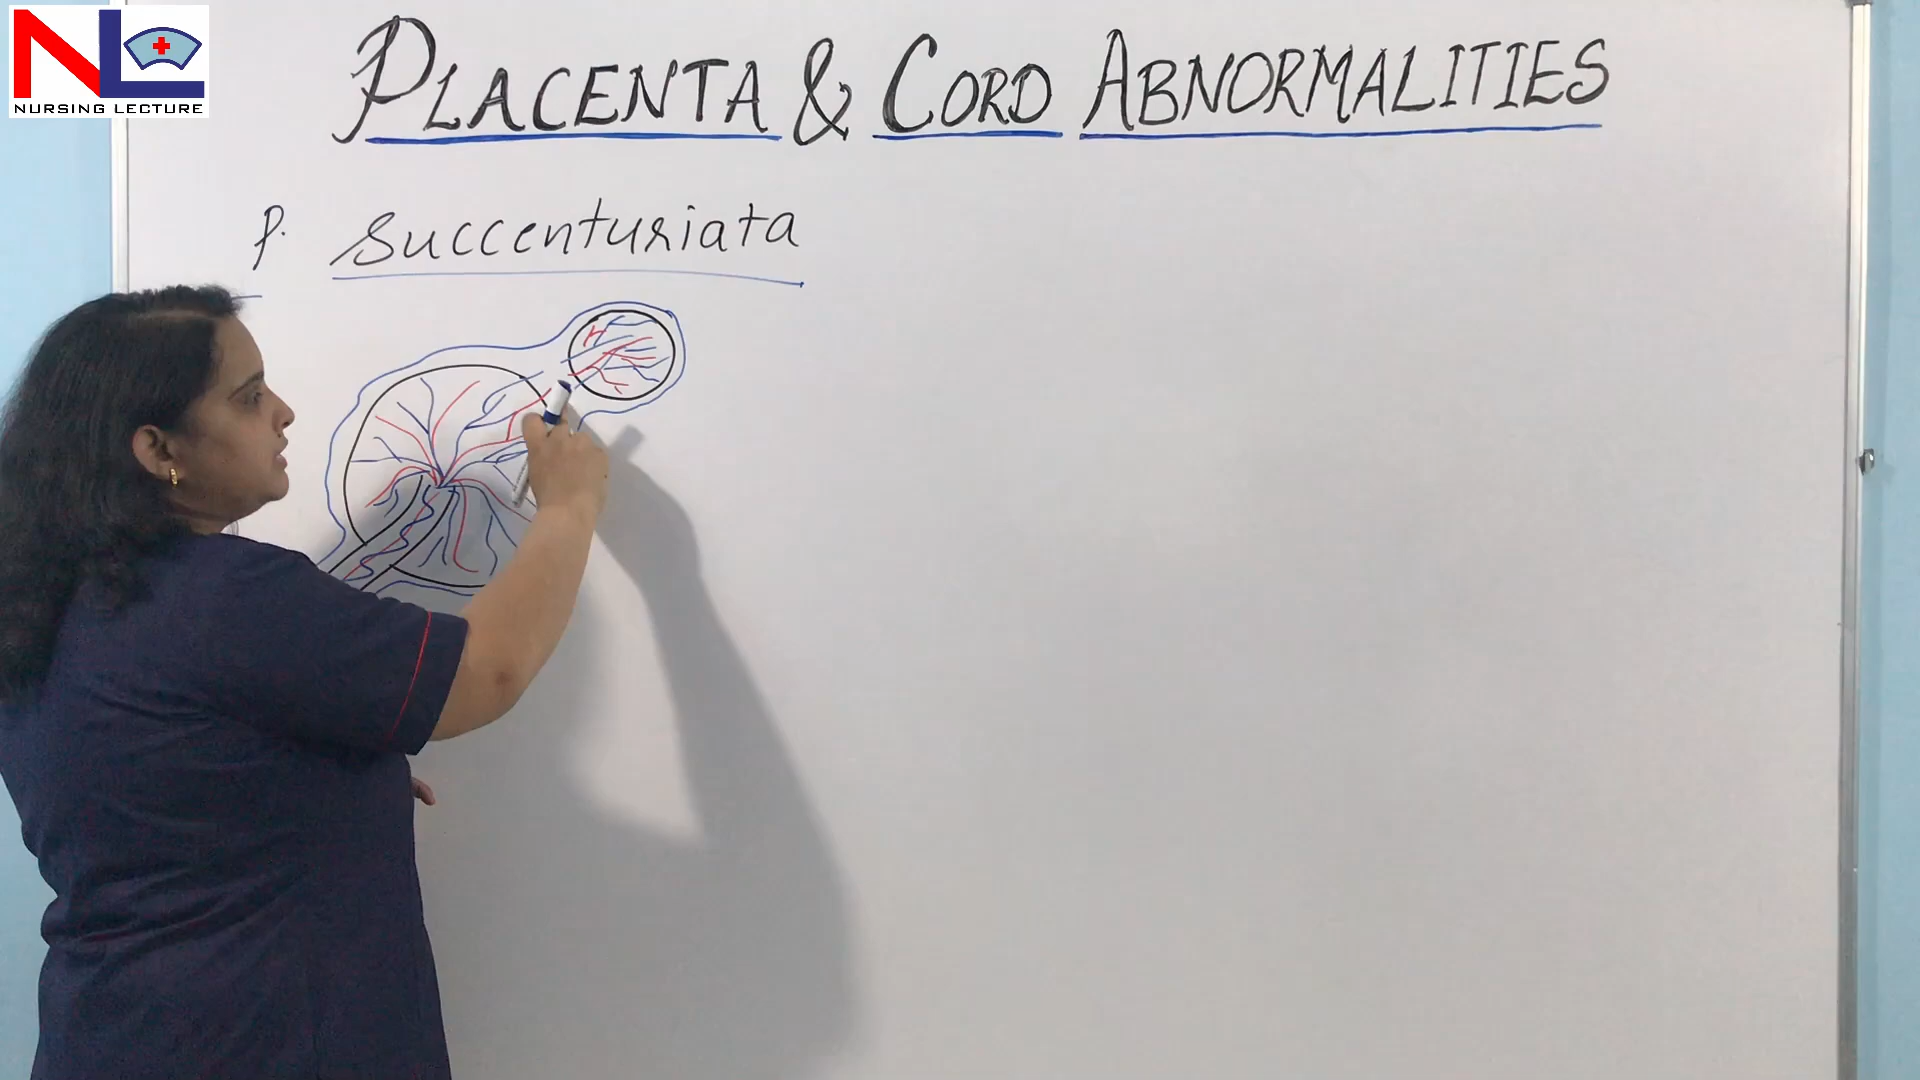 NL
NURSING LECTURE
PLACENTA & CORD ABNORMALITIES
P. Succenturiata